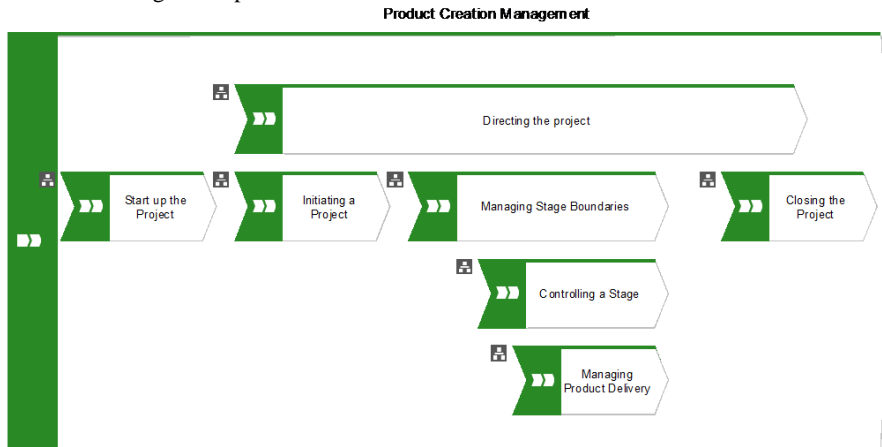 Product Creation Management
Directing the project
Start up the
Project
Initiating a
Project
Managing Stage Boundaries
Closing the
Project
Controlling a Stage
Managing
Product Delivery